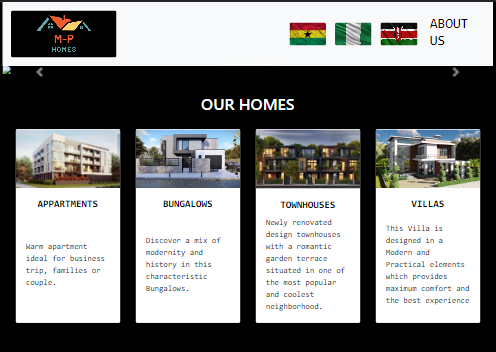 M-P
HOMES
ABOUT
US
OUR HOMES
APPARTMENTS
Warm apartment
ideal for business
trip, families or
couple.
BUNGALOWS
Discover a mix of
modernity and
history in this
characteristic
Bungalows.
TOWNHOUSES
Newly renovated
design townhouses
with a romantic
garden terrace
situated in one of
the most popular
and coolest
neighborhood.
VILLAS
This Villa is
designed in a
Modern and
Practical elements
which provides
maximum comfort and
the best experience